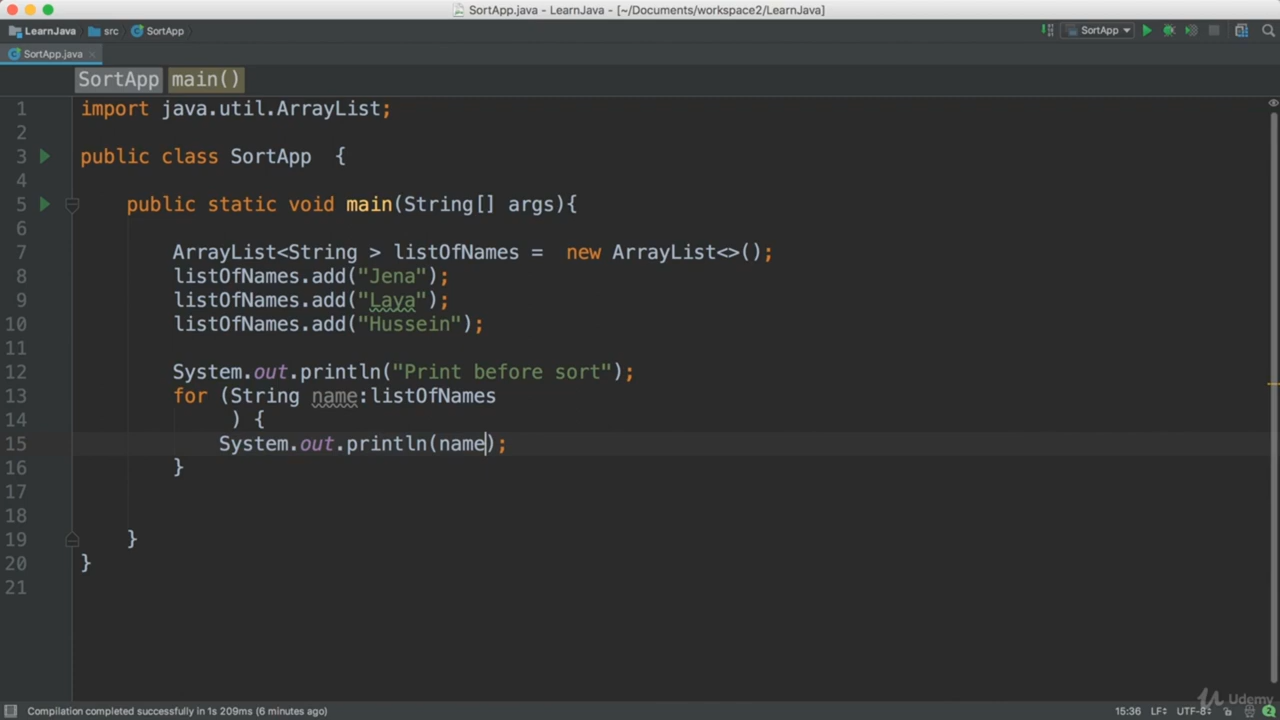 SortApp.java - LearnJava - [~/Documents/workspace2/LearnJava]
LearnJava src SortApp SortApp
SortApp.java
SortApp main()
1 import java.util.ArrayList;
2
3 public class SortApp {
4
5 public static void main(String[] args){
6
7 ArrayList<String > listOfNames = new ArrayList<>();
8 listOfNames.add("Jena");
9 listOfNames.add("Laya");
10 listOfNames.add("Hussein");
11
12 System.out.println("Print before sort");
13 for (String name:listOfNames
14 ) {
15 System.out.println(name);
16 }
17
18
19 }
20 }
21
Udemy
Compilation completed successfully in 1s 209ms (6 minutes ago) 15:36 LF÷ UTF-8÷ 2